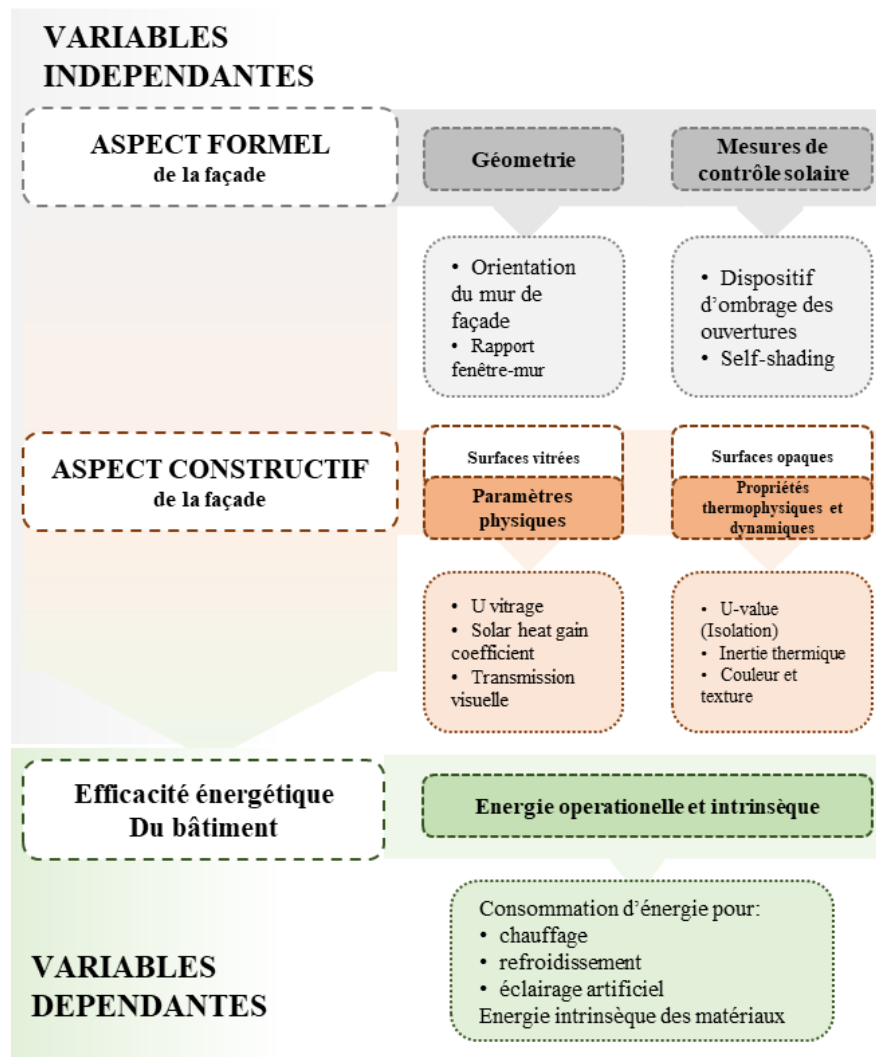 VARIABLES
INDEPENDANTES
ASPECT FORMEL
de la façade
Géometrie
Mesures de
contrôle solaire
• Orientation
du mur de
façade
• Rapport
fenêtre-mur
• Dispositif
d’ombrage des
ouvertures
• Self-shading
ASPECT CONSTRUCTIF
de la façade
Surfaces vitrées
Paramètres
physiques
Surfaces opaques
Propriétés
thermophysiques et
dynamiques
• U vitrage
• Solar heat gain
coefficient
• Transmission
visuelle
• U-value
(Isolation)
• Inertie thermique
• Couleur et
texture
Efficacité énergétique
Du bâtiment
Energie operationelle et intrinsèque
Consommation d’énergie pour:
• chauffage
• refroidissement
• éclairage artificiel
Energie intrinsèque des matériaux
VARIABLES
DEPENDANTES